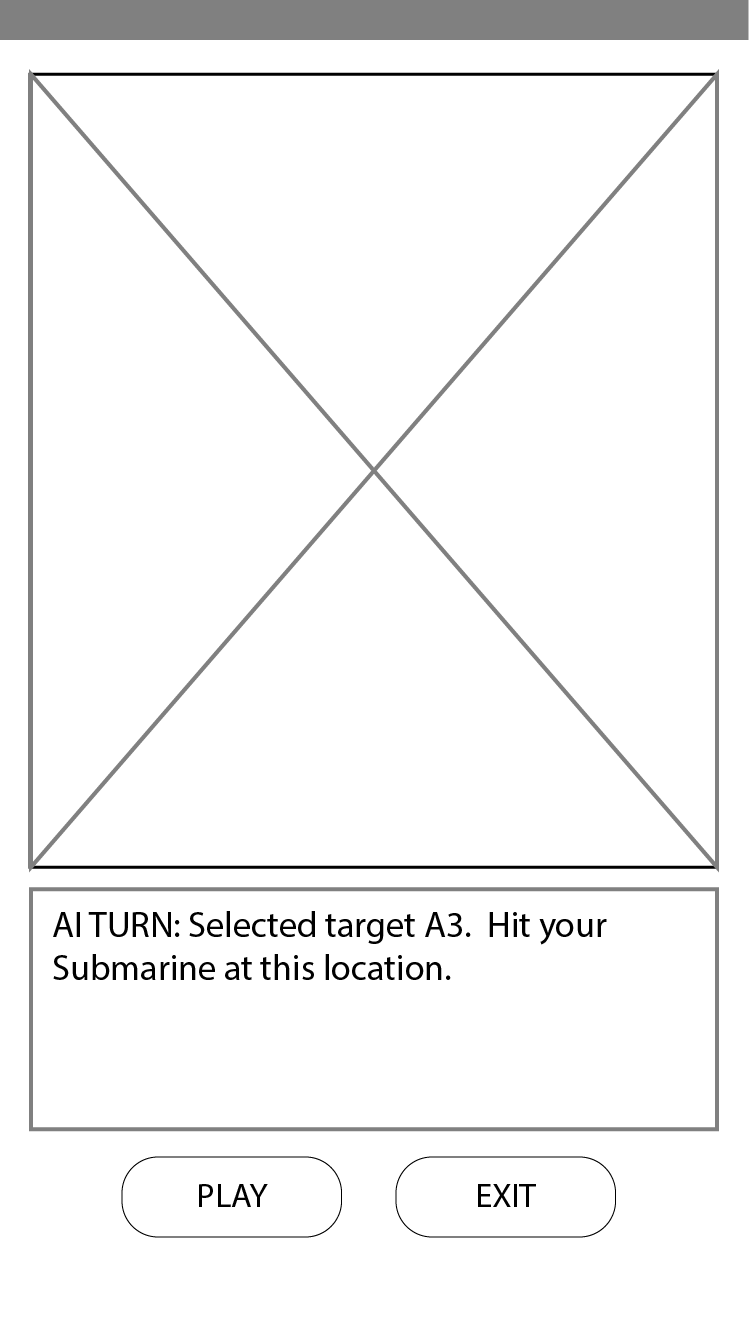 AI TURN: Selected target A3.  Hit your
Submarine at this location.
PLAY
EXIT